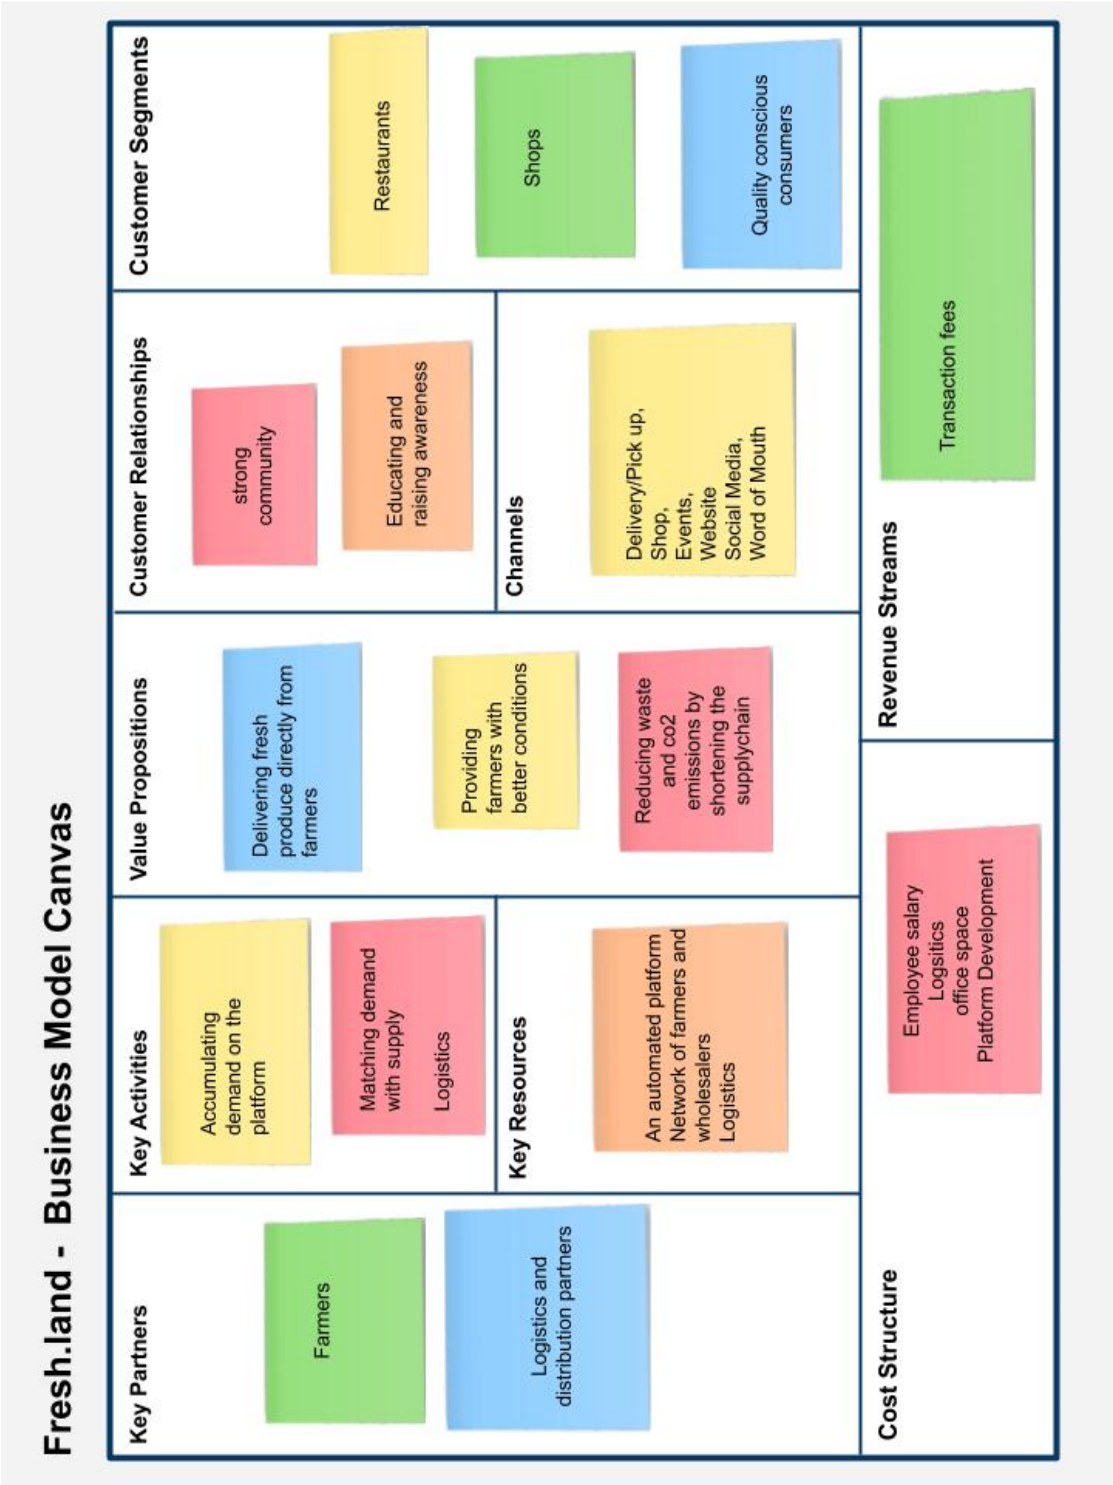 Fresh.land - Business Model Canvas
Key Partners
Farmers
Logistics and
distribution partners
Key Activities
Accumulating
demand on the
platform
Matching demand
with supply
Logistics
Key Resources
An automated platform
Network of farmers and
wholesalers
Logistics
Value Propositions
Delivering fresh
produce directly from
farmers
Providing
farmers with
better conditions
Reducing waste
and co2
emissions by
shortening the
supplychain
Customer Relationships
strong
community
Educating and
raising awareness
Channels
Delivery/Pick up,
Shop,
Events,
Website
Social Media,
Word of Mouth
Customer Segments
Restaurants
Shops
Quality conscious
consumers
Cost Structure
Employee salary
Logsitics
office space
Platform Development
Revenue Streams
Transaction fees